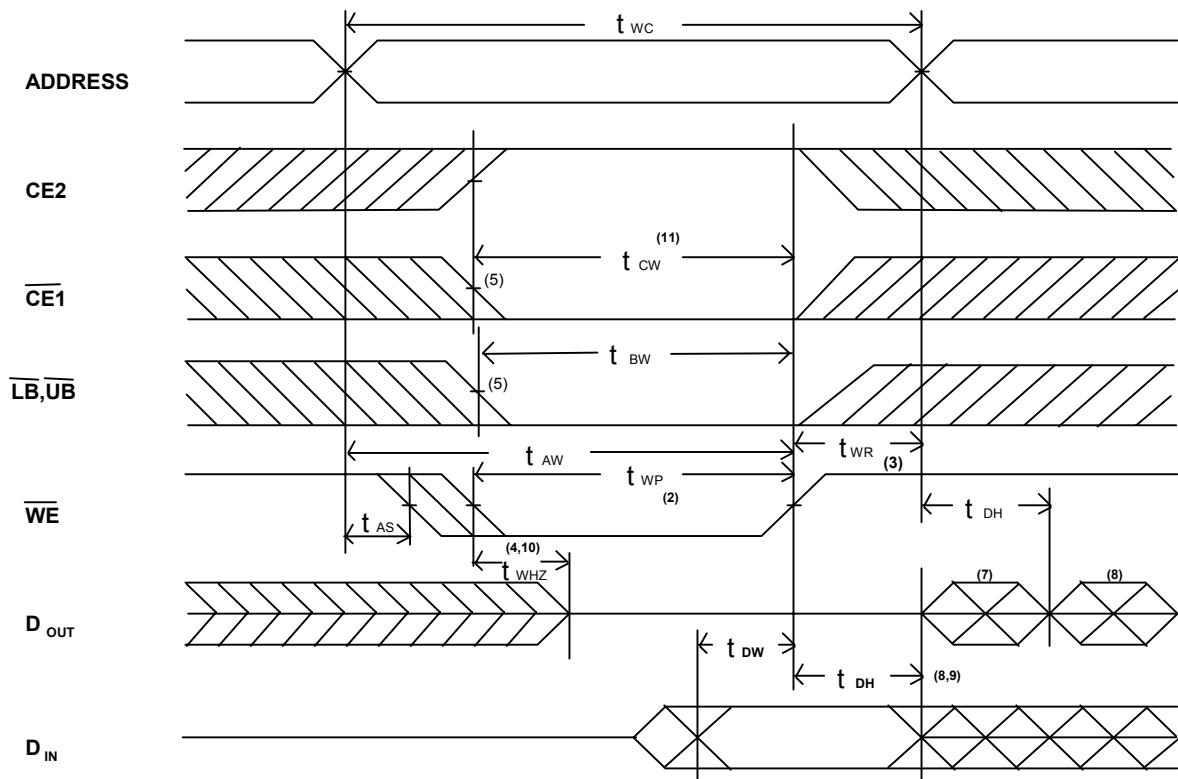 t WC
ADDRESS
CE2
(11)
t CW
CE1
(5)
t BW
LB,UB
(5)
t AW
t WR
(3)
t WP
(2)
WE
t AS
t DH
(4,10)
t WHZ
(7)
(8)
D OUT
t DW
t DH
(8,9)
D IN